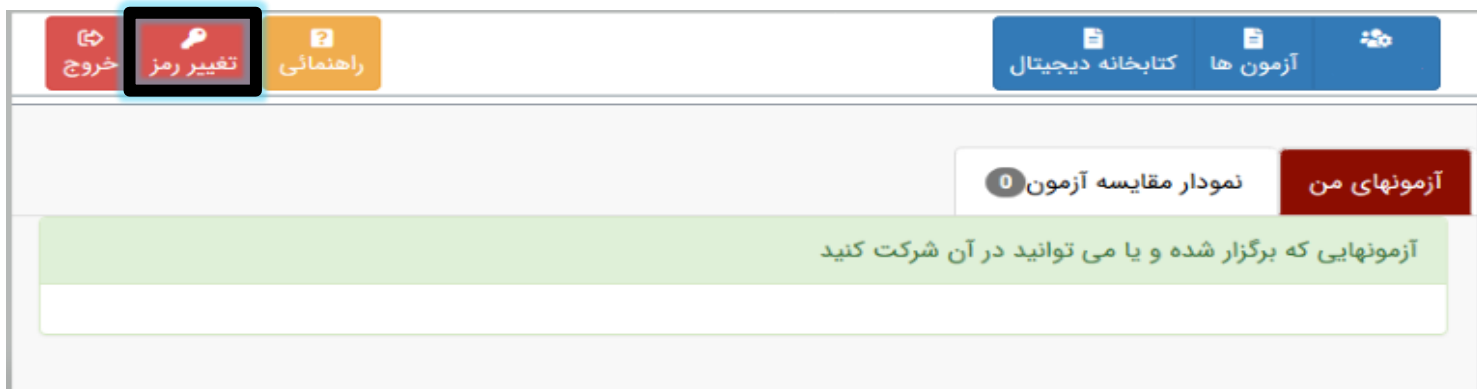 آزمون ها
کتابخانه دیجیتال
راهنمائی
تغییر رمز
خروج
آزمونهای من
نمودار مقایسه آزمون 0
آزمونهایی که برگزار شده و یا می توانید در آن شرکت کنید